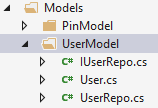 Models
PinModel
UserModel
C# IUserRepo.cs
C# User.cs
C# UserRepo.cs